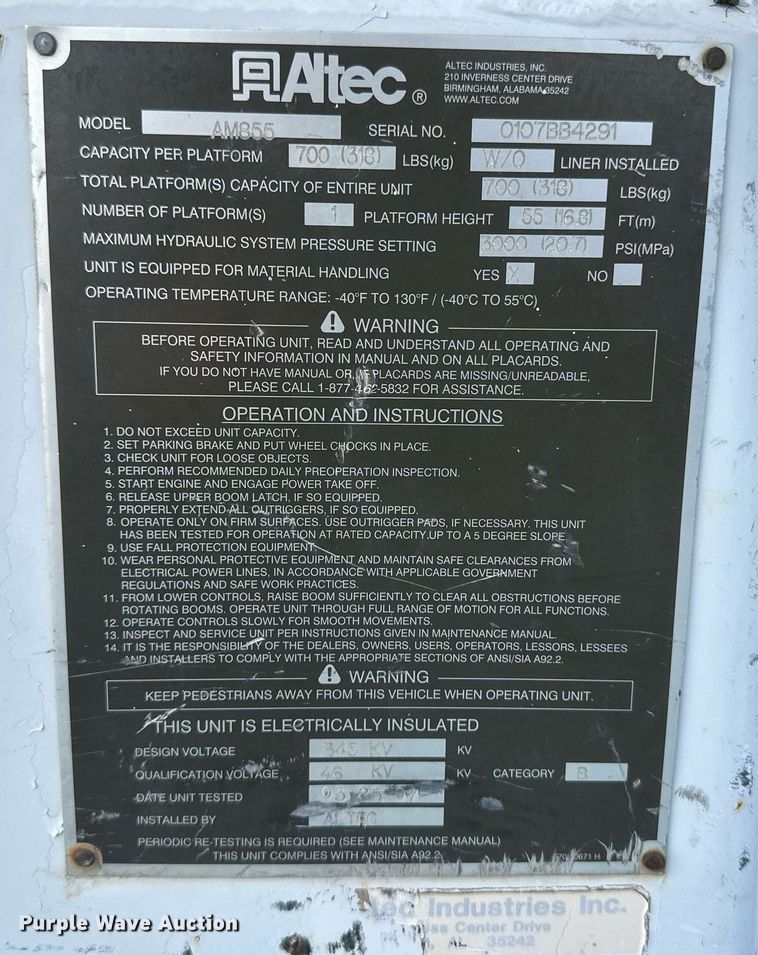 Altec ®
ALTEC INDUSTRIES, INC.
210 INVERNESS CENTER DRIVE
BIRMINGHAM, ALABAMA 35242
WWW.ALTEC.COM
MODEL AM855 SERIAL NO. 0107BB4291
CAPACITY PER PLATFORM 700 (318) LBS(kg) W/O LINER INSTALLED
TOTAL PLATFORM(S) CAPACITY OF ENTIRE UNIT 700 (318) LBS(kg)
NUMBER OF PLATFORM(S) 1 PLATFORM HEIGHT 55 (16.8) FT(m)
MAXIMUM HYDRAULIC SYSTEM PRESSURE SETTING 3000 (20.7) PSI(MPa)
UNIT IS EQUIPPED FOR MATERIAL HANDLING YES X NO
OPERATING TEMPERATURE RANGE: -40°F TO 130°F / (-40°C TO 55°C)
WARNING
BEFORE OPERATING UNIT, READ AND UNDERSTAND ALL OPERATING AND
SAFETY INFORMATION IN MANUAL AND ON ALL PLACARDS.
IF YOU DO NOT HAVE MANUAL OR IF PLACARDS ARE MISSING/UNREADABLE,
PLEASE CALL 1-877-462-5832 FOR ASSISTANCE.
OPERATION AND INSTRUCTIONS
1. DO NOT EXCEED UNIT CAPACITY.
2. SET PARKING BRAKE AND PUT WHEEL CHOCKS IN PLACE.
3. CHECK UNIT FOR LOOSE OBJECTS.
4. PERFORM RECOMMENDED DAILY PREOPERATION INSPECTION.
5. START ENGINE AND ENGAGE POWER TAKE OFF.
6. RELEASE UPPER BOOM LATCH, IF SO EQUIPPED.
7. PROPERLY EXTEND ALL OUTRIGGERS, IF SO EQUIPPED.
8. OPERATE ONLY ON FIRM SURFACES. USE OUTRIGGER PADS, IF NECESSARY. THIS UNIT
HAS BEEN TESTED FOR OPERATION AT RATED CAPACITY UP TO A 5 DEGREE SLOPE.
9. USE FALL PROTECTION EQUIPMENT.
10. WEAR PERSONAL PROTECTIVE EQUIPMENT AND MAINTAIN SAFE CLEARANCES FROM
ELECTRICAL POWER LINES, IN ACCORDANCE WITH APPLICABLE GOVERNMENT
REGULATIONS AND SAFE WORK PRACTICES.
11. FROM LOWER CONTROLS, RAISE BOOM SUFFICIENTLY TO CLEAR ALL OBSTRUCTIONS BEFORE
ROTATING BOOMS. OPERATE UNIT THROUGH FULL RANGE OF MOTION FOR ALL FUNCTIONS.
12. OPERATE CONTROLS SLOWLY FOR SMOOTH MOVEMENTS.
13. INSPECT AND SERVICE UNIT PER INSTRUCTIONS GIVEN IN MAINTENANCE MANUAL.
14. IT IS THE RESPONSIBILITY OF THE DEALERS, OWNERS, USERS, OPERATORS, LESSORS, LESSEES
AND INSTALLERS TO COMPLY WITH THE APPROPRIATE SECTIONS OF ANSI/SIA A92.2.
WARNING
KEEP PEDESTRIANS AWAY FROM THIS VEHICLE WHEN OPERATING UNIT.
THIS UNIT IS ELECTRICALLY INSULATED
DESIGN VOLTAGE 345 KV KV
QUALIFICATION VOLTAGE 46 KV KV CATEGORY B
DATE UNIT TESTED
INSTALLED BY ALTEC
PERIODIC RE-TESTING IS REQUIRED (SEE MAINTENANCE MANUAL)
THIS UNIT COMPLIES WITH ANSI/SIA A92.2
tec Industries Inc.
ness Center Drive
AL 35242
Purple Wave Auction